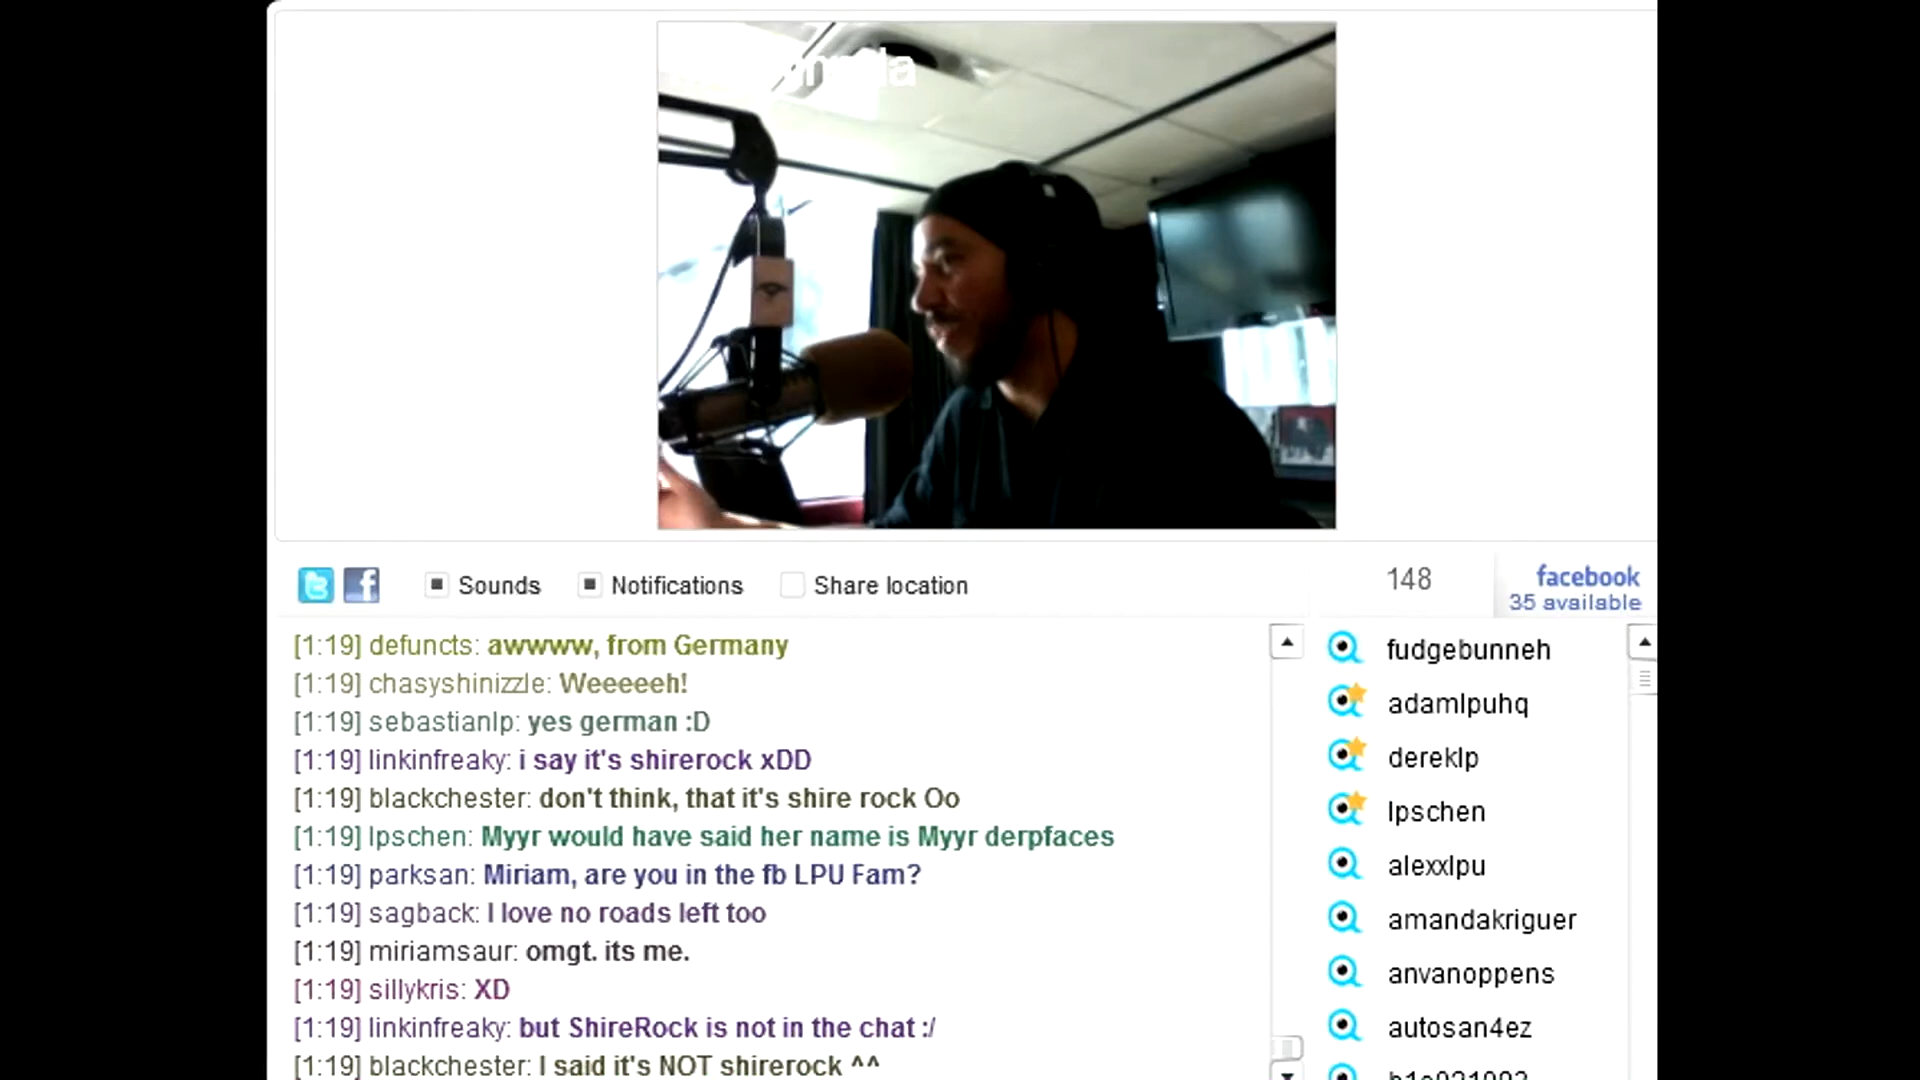 Sounds
Notifications
Share location
148
facebook
35 available
[1:19] defuncts: awwww, from Germany
[1:19] chasyshinizzle: Weeeeeh!
[1:19] sebastianlp: yes german :D
[1:19] linkinfreaky: i say it's shirerock xDD
[1:19] blackchester: don't think, that it's shire rock Oo
[1:19] lpschen: Myyr would have said her name is Myyr derpfaces
[1:19] parksan: Miriam, are you in the fb LPU Fam?
[1:19] sagback: I love no roads left too
[1:19] miriamsaur: omgt. its me.
[1:19] sillykris: XD
[1:19] linkinfreaky: but ShireRock is not in the chat :/
[1:19] blackchester: I said it's NOT shirerock ^^
fudgebunneh
adamlpuhq
dereklp
lpschen
alexxlpu
amandakriguer
anvanoppens
autosan4ez